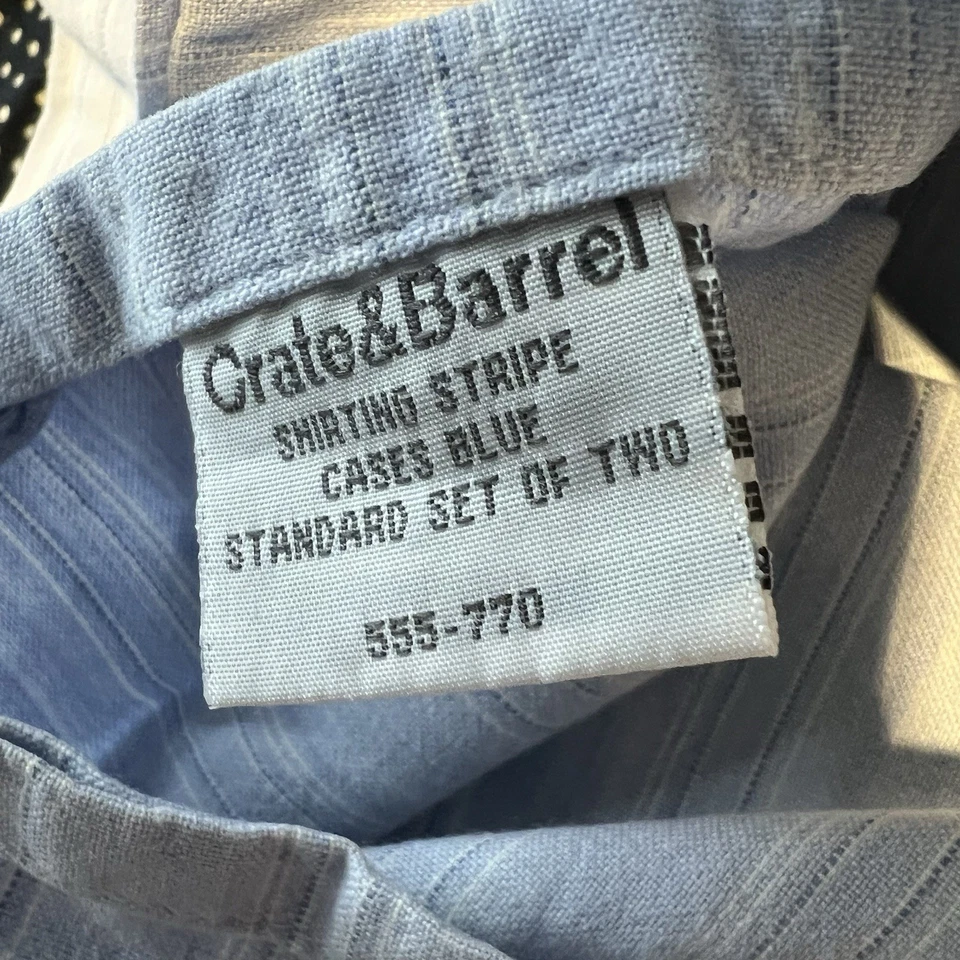 Crate&Barrel
SHIRTING STRIPE
CASES BLUE
STANDARD SET OF TWO
555-770